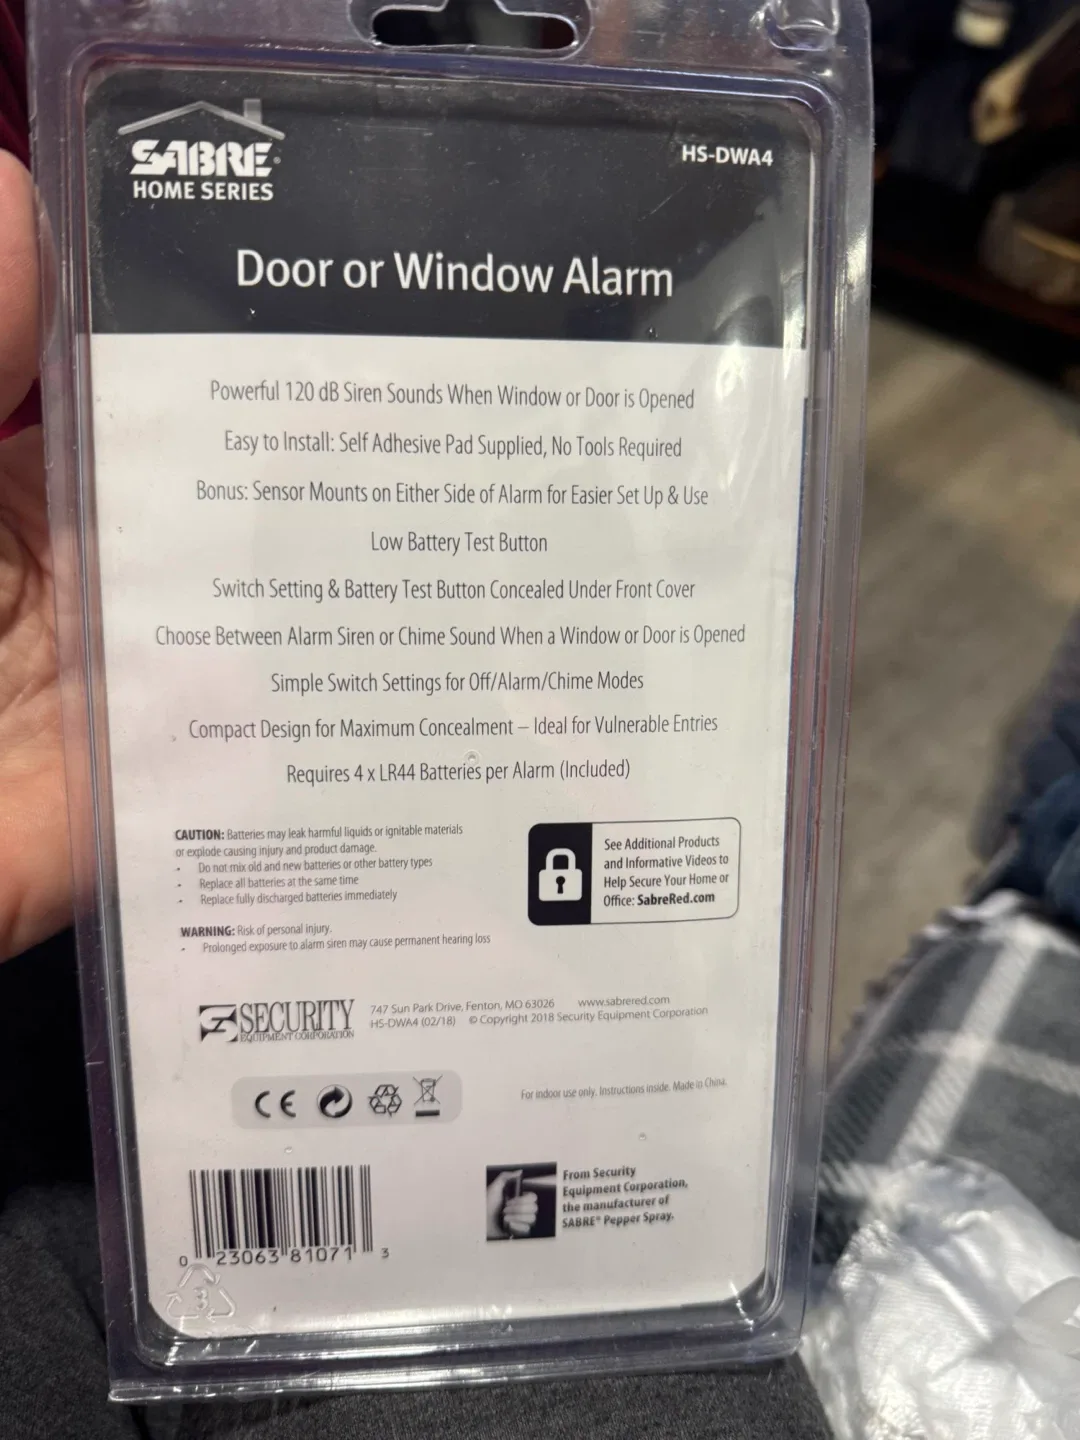 SABRE®
HOME SERIES
HS-DWA4
Door or Window Alarm
Powerful 120 dB Siren Sounds When Window or Door is Opened
Easy to Install: Self Adhesive Pad Supplied, No Tools Required
Bonus: Sensor Mounts on Either Side of Alarm for Easier Set Up & Use
Low Battery Test Button
Switch Setting & Battery Test Button Concealed Under Front Cover
Choose Between Alarm Siren or Chime Sound When a Window or Door is Opened
Simple Switch Settings for Off/Alarm/Chime Modes
Compact Design for Maximum Concealment – Ideal for Vulnerable Entries
Requires 4 x LR44 Batteries per Alarm (Included)
CAUTION: Batteries may leak harmful liquids or ignitable materials
or explode causing injury and product damage.
- Do not mix old and new batteries or other battery types
- Replace all batteries at the same time
- Replace fully discharged batteries immediately
WARNING: Risk of personal injury.
- Prolonged exposure to alarm siren may cause permanent hearing loss
See Additional Products
and Informative Videos to
Help Secure Your Home or
Office: SabreRed.com
SECURITY
EQUIPMENT CORPORATION
747 Sun Park Drive, Fenton, MO 63026 www.sabrered.com
HS-DWA4 (02/18) © Copyright 2018 Security Equipment Corporation
CE
For indoor use only. Instructions inside. Made in China.
From Security
Equipment Corporation,
the manufacturer of
SABRE® Pepper Spray.
0 23063 81071 3
3